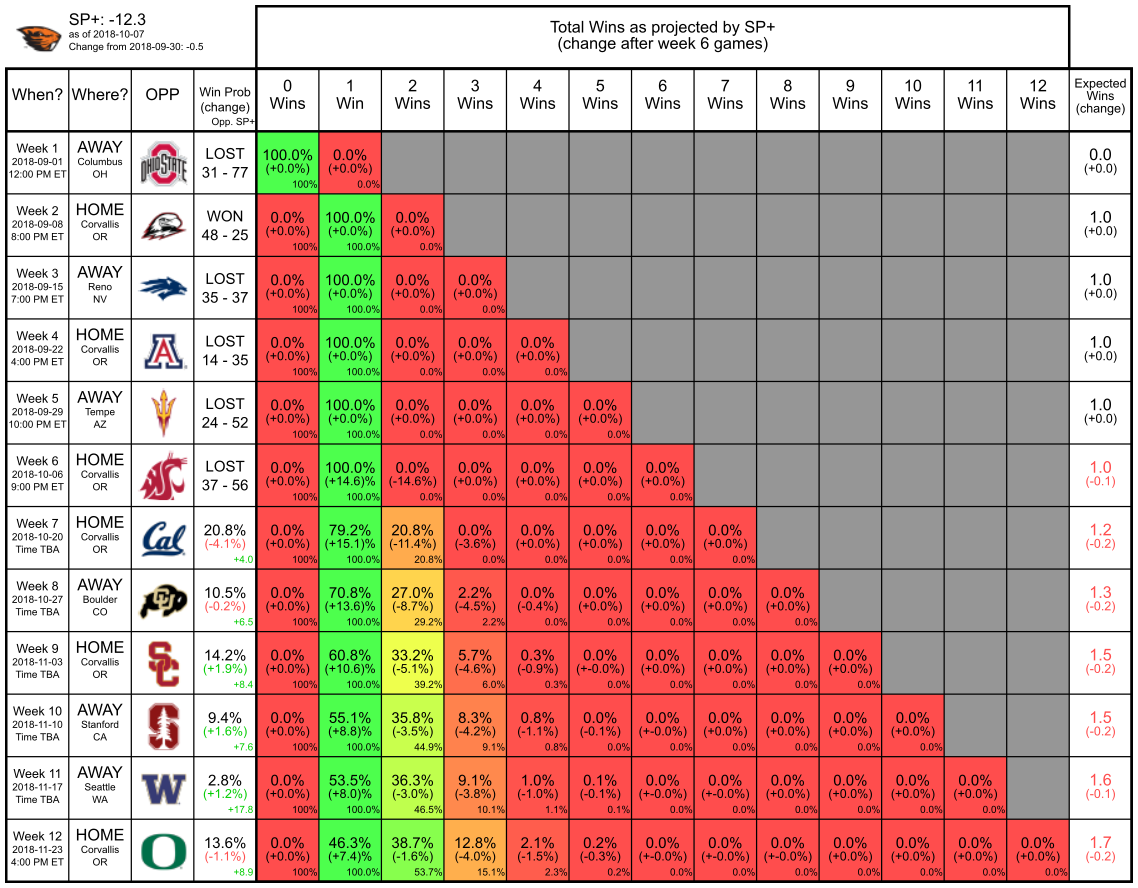 SP+: -12.3
as of 2018-10-07
Change from 2018-09-30: -0.5
Total Wins as projected by SP+
(change after week 6 games)
When? Where? OPP Win Prob (change) Opp. SP+ 0 Wins 1 Win 2 Wins 3 Wins 4 Wins 5 Wins 6 Wins 7 Wins 8 Wins 9 Wins 10 Wins 11 Wins 12 Wins Expected Wins (change)
Week 1 AWAY LOST 100.0% 0.0% 0.0
2018-09-01 Columbus OHIO STATE (+0.0%) (+0.0%) (+0.0)
12:00 PM ET OH 31 - 77 100% 0.0%
Week 2 HOME WON 0.0% 100.0% 0.0% 1.0
2018-09-08 Corvallis (+0.0%) (+0.0%) (+0.0%) (+0.0)
8:00 PM ET OR 48 - 25 100% 100.0% 0.0%
Week 3 AWAY LOST 0.0% 100.0% 0.0% 0.0% 1.0
2018-09-15 Reno (+0.0%) (+0.0%) (+0.0%) (+0.0%) (+0.0)
7:00 PM ET NV 35 - 37 100% 100.0% 0.0% 0.0%
Week 4 HOME LOST 0.0% 100.0% 0.0% 0.0% 0.0% 1.0
2018-09-22 Corvallis A (+0.0%) (+0.0%) (+0.0%) (+0.0%) (+0.0%) (+0.0)
4:00 PM ET OR 14 - 35 100% 100.0% 0.0% 0.0% 0.0%
Week 5 AWAY LOST 0.0% 100.0% 0.0% 0.0% 0.0% 0.0% 1.0
2018-09-29 Tempe (+0.0%) (+0.0%) (+0.0%) (+0.0%) (+0.0%) (+0.0%) (+0.0)
10:00 PM ET AZ 24 - 52 100% 100.0% 0.0% 0.0% 0.0% 0.0%
Week 6 HOME LOST 0.0% 100.0% 0.0% 0.0% 0.0% 0.0% 0.0% 1.0
2018-10-06 Corvallis (+0.0%) (+14.6)% (-14.6%) (+0.0%) (+0.0%) (+0.0%) (+0.0%) (-0.1)
9:00 PM ET OR 37 - 56 100% 100.0% 0.0% 0.0% 0.0% 0.0% 0.0%
Week 7 HOME 20.8% 0.0% 79.2% 20.8% 0.0% 0.0% 0.0% 0.0% 0.0% 1.2
2018-10-20 Corvallis Cal (-4.1%) (+0.0%) (+15.1)% (-11.4%) (-3.6%) (+0.0%) (+0.0%) (+0.0%) (+0.0%) (-0.2)
Time TBA OR +4.0 100% 100.0% 20.8% 0.0% 0.0% 0.0% 0.0% 0.0%
Week 8 AWAY 10.5% 0.0% 70.8% 27.0% 2.2% 0.0% 0.0% 0.0% 0.0% 0.0% 1.3
2018-10-27 Boulder CU (-0.2%) (+0.0%) (+13.6)% (-8.7%) (-4.5%) (-0.4%) (+0.0%) (+0.0%) (+0.0%) (+0.0%) (-0.2)
Time TBA CO +6.5 100% 100.0% 29.2% 2.2% 0.0% 0.0% 0.0% 0.0% 0.0%
Week 9 HOME 14.2% 0.0% 60.8% 33.2% 5.7% 0.3% 0.0% 0.0% 0.0% 0.0% 0.0% 1.5
2018-11-03 Corvallis SC (+1.9%) (+0.0%) (+10.6)% (-5.1%) (-4.6%) (-0.9%) (+-0.0%) (+0.0%) (+0.0%) (+0.0%) (+0.0%) (-0.2)
Time TBA OR +8.4 100% 100.0% 39.2% 6.0% 0.3% 0.0% 0.0% 0.0% 0.0% 0.0%
Week 10 AWAY 9.4% 0.0% 55.1% 35.8% 8.3% 0.8% 0.0% 0.0% 0.0% 0.0% 0.0% 0.0% 1.5
2018-11-10 Stanford S (+1.6%) (+0.0%) (+8.8)% (-3.5%) (-4.2%) (-1.1%) (-0.1%) (+-0.0%) (+0.0%) (+0.0%) (+0.0%) (+0.0%) (-0.2)
Time TBA CA +7.6 100% 100.0% 44.9% 9.1% 0.8% 0.0% 0.0% 0.0% 0.0% 0.0% 0.0%
Week 11 AWAY 2.8% 0.0% 53.5% 36.3% 9.1% 1.0% 0.1% 0.0% 0.0% 0.0% 0.0% 0.0% 0.0% 1.6
2018-11-17 Seattle W (+1.2%) (+0.0%) (+8.0)% (-3.0%) (-3.8%) (-1.0%) (-0.1%) (+-0.0%) (+-0.0%) (+0.0%) (+0.0%) (+0.0%) (+0.0%) (-0.1)
Time TBA WA +17.8 100% 100.0% 46.5% 10.1% 1.1% 0.1% 0.0% 0.0% 0.0% 0.0% 0.0% 0.0%
Week 12 HOME 13.6% 0.0% 46.3% 38.7% 12.8% 2.1% 0.2% 0.0% 0.0% 0.0% 0.0% 0.0% 0.0% 0.0% 1.7
2018-11-23 Corvallis O (-1.1%) (+0.0%) (+7.4)% (-1.6%) (-4.0%) (-1.5%) (-0.3%) (+-0.0%) (+-0.0%) (+-0.0%) (+0.0%) (+0.0%) (+0.0%) (+0.0%) (-0.2)
4:00 PM ET OR +8.9 100% 100.0% 53.7% 15.1% 2.3% 0.2% 0.0% 0.0% 0.0% 0.0% 0.0% 0.0% 0.0%